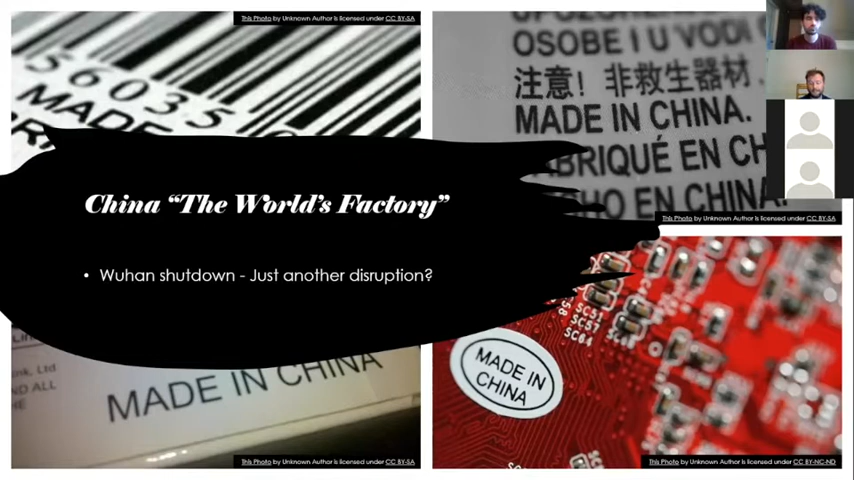 This Photo by Unknown Author is licensed under CC BY-SA
56035
MADE
OSOBE I U VODI
注意！非救生器材.
MADE IN CHINA.
FABRIQUÉ EN CH
HO EN CHINA.
This Photo by Unknown Author is licensed under CC BY-SA
China “The World’s Factory”
• Wuhan shutdown - Just another disruption?
ink, Ltd
ND ALL
MADE IN CHINA
SC51
SC57
SC64
MADE IN
CHINA
This Photo by Unknown Author is licensed under CC BY-SA
This Photo by Unknown Author is licensed under CC BY-NC-ND